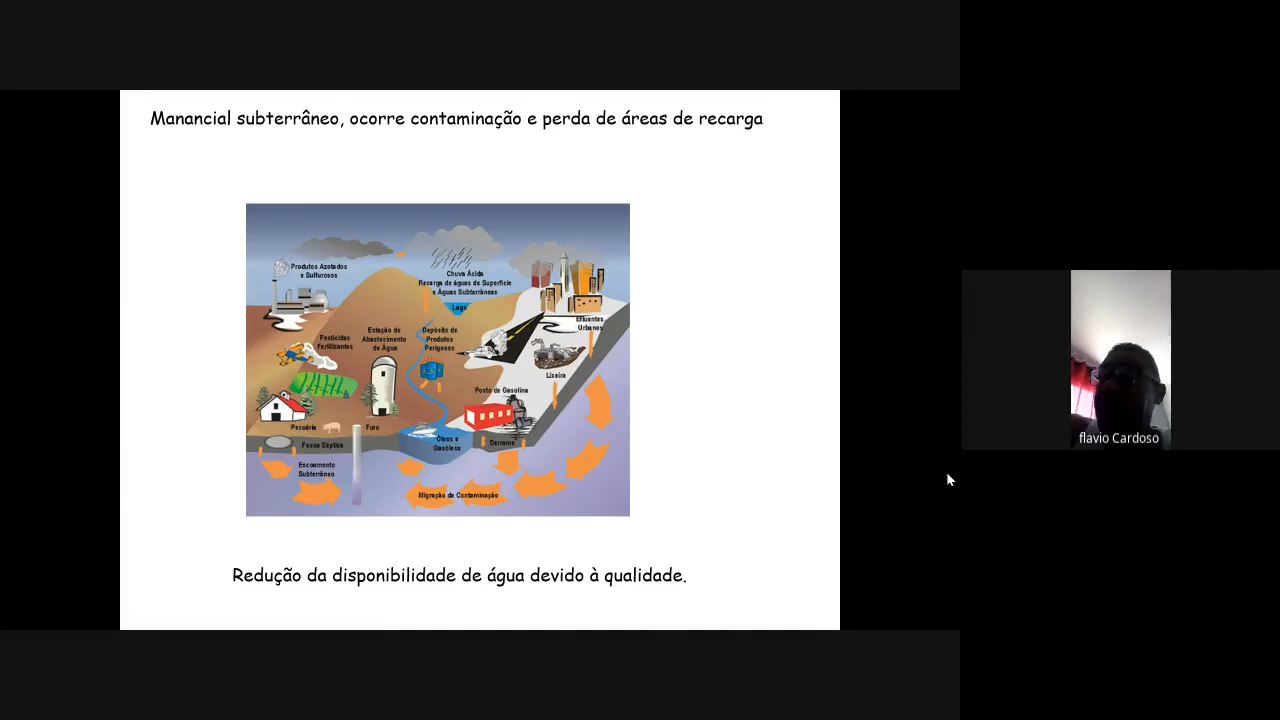 Manancial subterrâneo, ocorre contaminação e perda de áreas de recarga
Produtos Azotados
e Sulfurosos
Chuva Ácida
Recarga de águas de Superfície
e Águas Subterrâneas
Lago
Efluentes
Urbanos
Pesticidas
Fertilizantes
Estação de
Abastecimento
de Água
Depósito de
Produtos
Perigosos
Lixeira
Posto de Gasolina
Pecuária
Furo
Fossa Séptica
Óleos e
Gasóleos
Derrame
Escoamento
Subterrâneo
Migração da Contaminação
Redução da disponibilidade de água devido à qualidade.
flavio Cardoso